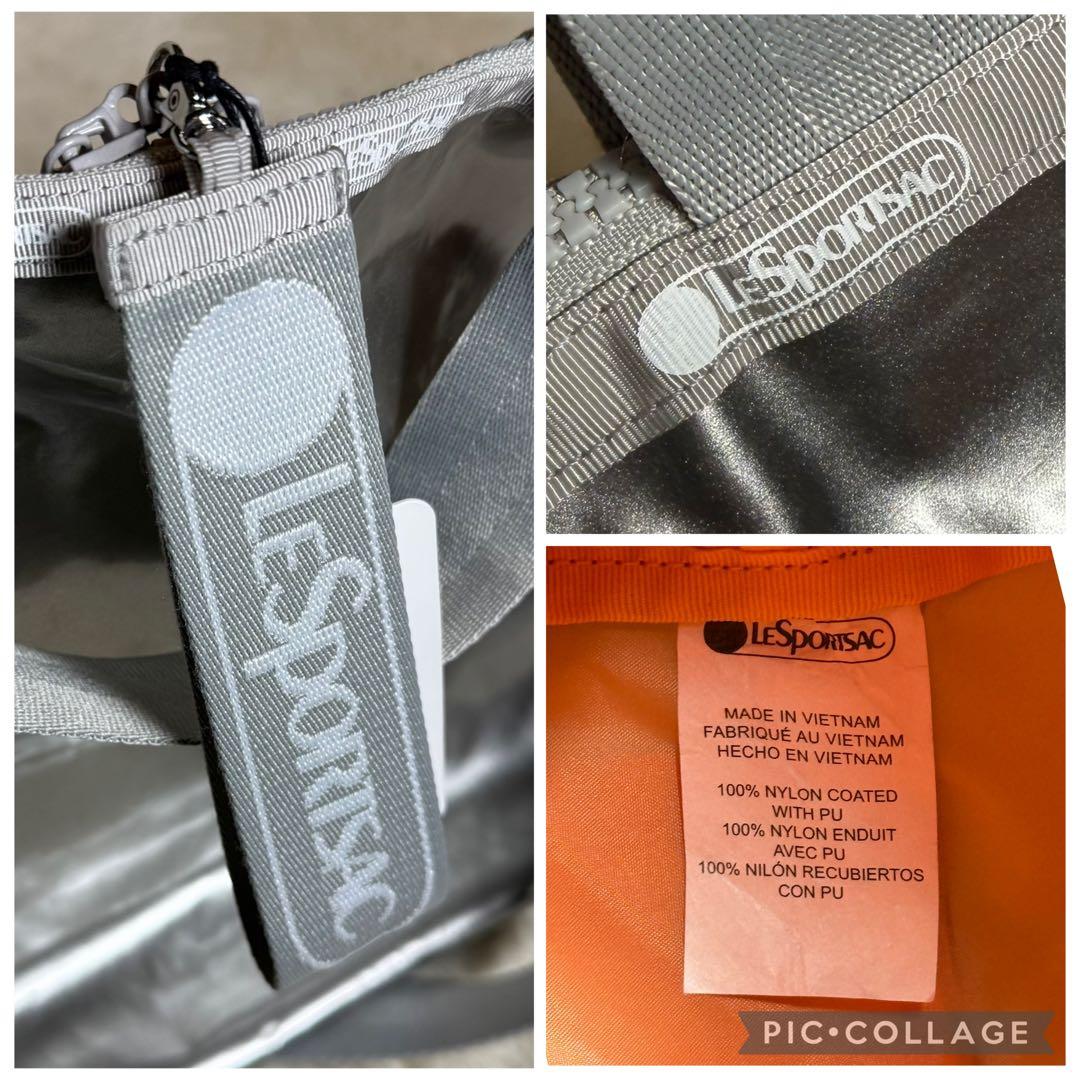 LESPORTSAC
LESPORTSAC
LESPORTSAC
MADE IN VIETNAM
FABRIQUÉ AU VIETNAM
HECHO EN VIETNAM
100% NYLON COATED
WITH PU
100% NYLON ENDUIT
AVEC PU
100% NILÓN RECUBIERTOS
CON PU
PIC•COLLAGE